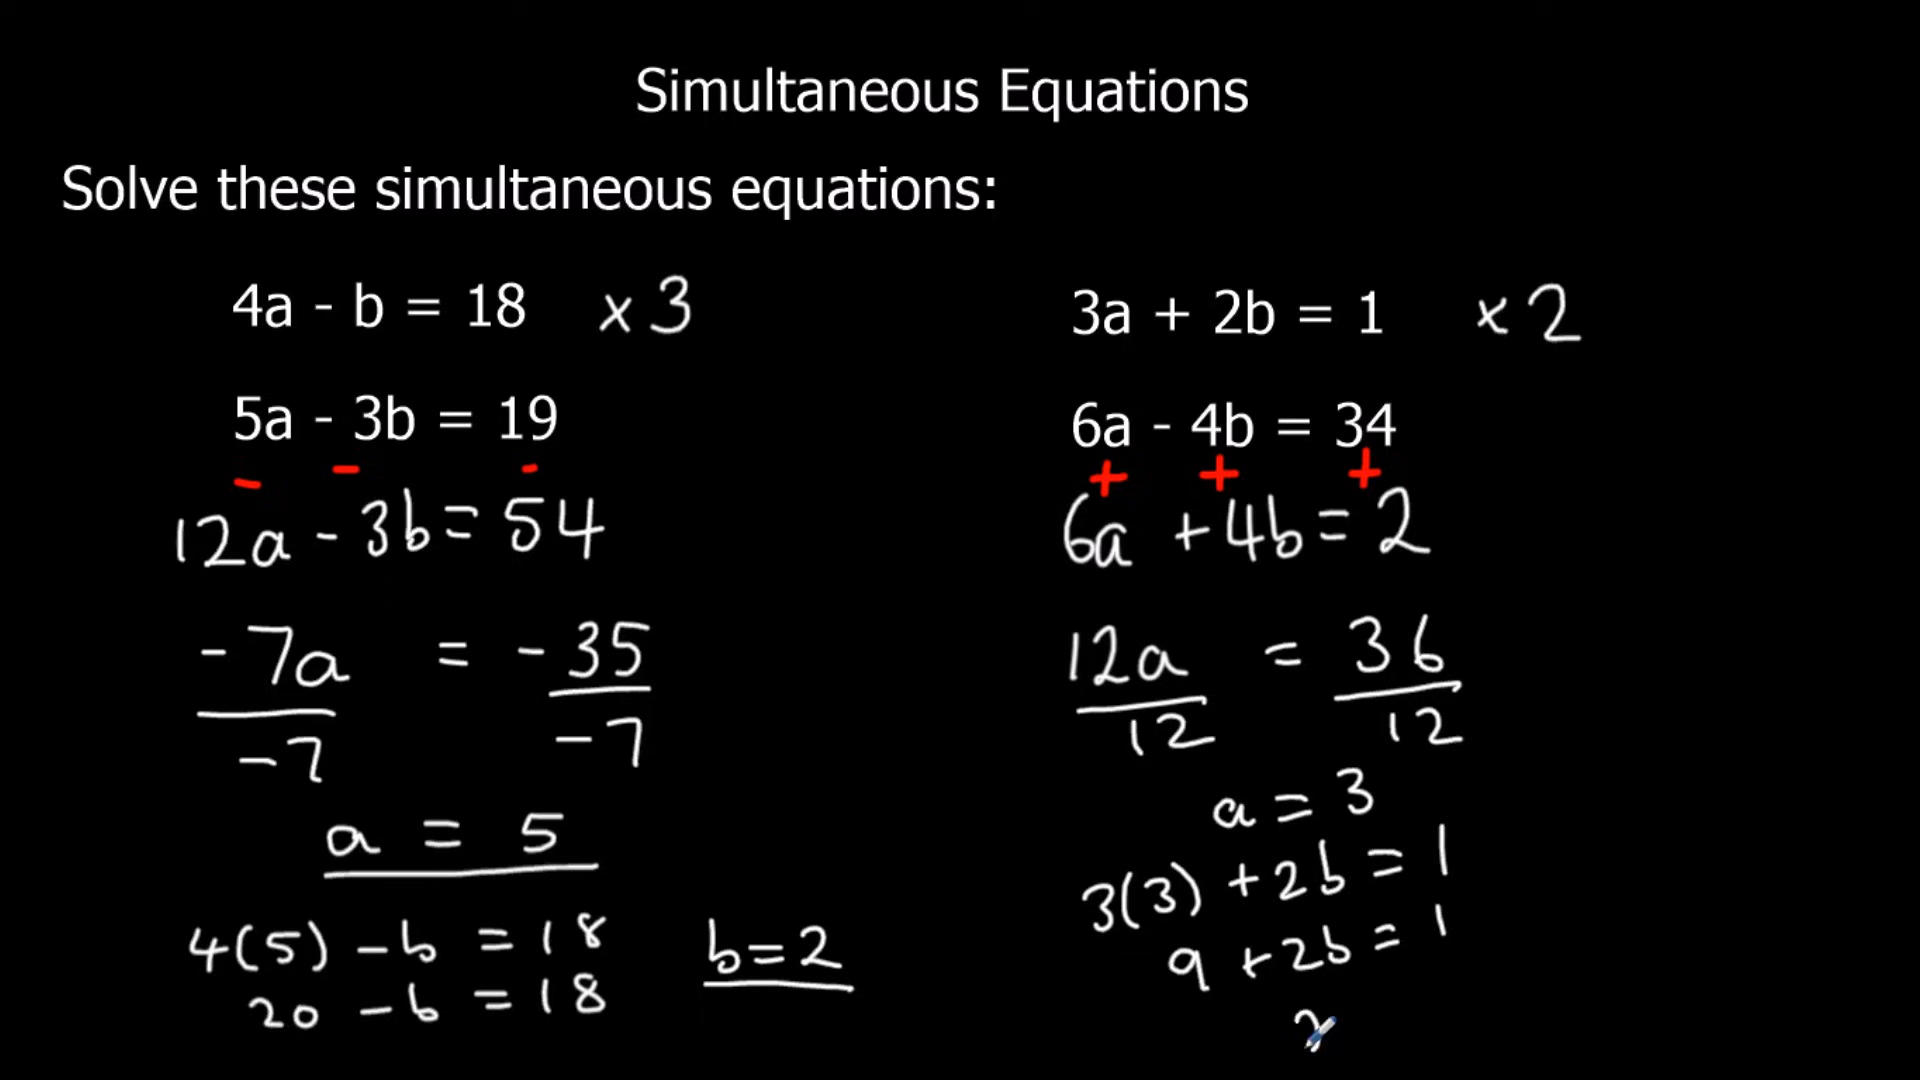 Simultaneous Equations
Solve these simultaneous equations:
4a - b = 18 x 3
5a - 3b = 19
- - -
12a - 3b = 54
-7a = -35
-7 -7
a = 5
4(5) - b = 18
20 - b = 18
b = 2
3a + 2b = 1 x 2
6a - 4b = 34
+ + +
6a + 4b = 2
12a = 36
12 12
a = 3
3(3) + 2b = 1
9 + 2b = 1